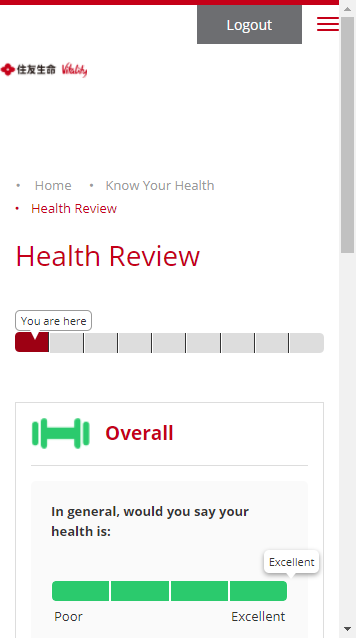 Logout
住友生命 Vitality
• Home • Know Your Health
• Health Review
Health Review
You are here
Overall
In general, would you say your
health is:
Excellent
Poor Excellent